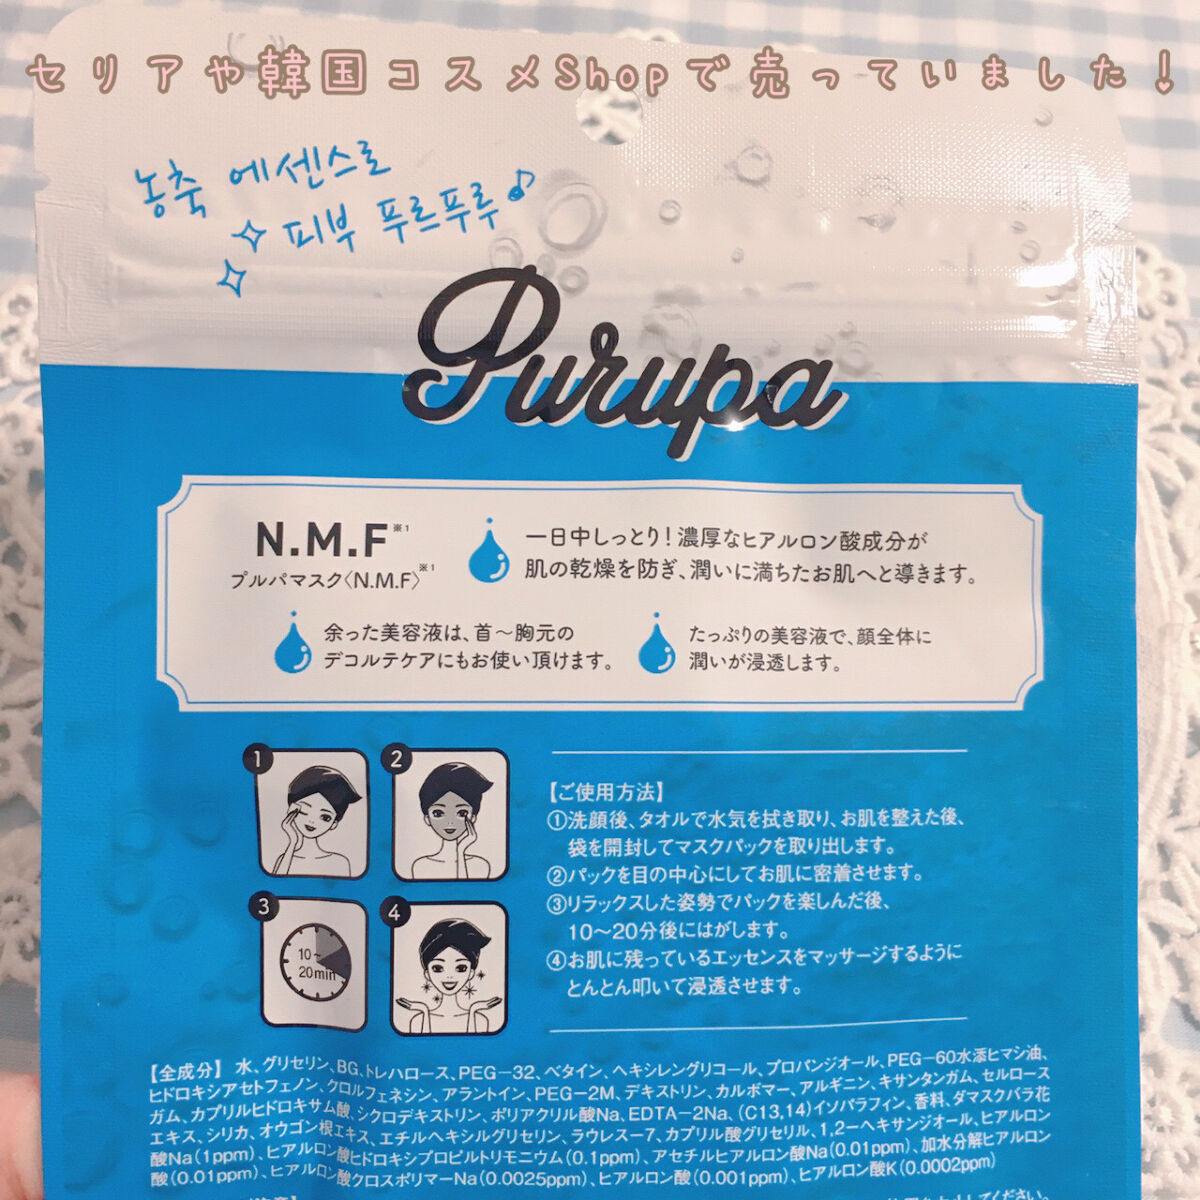 セリアや韓国コスメShopで売っていました!
농축 에센스로
피부 푸르푸루♪
Purupa
N.M.F※1
プルパマスク〈N.M.F〉※1
一日中しっとり!濃厚なヒアルロン酸成分が
肌の乾燥を防ぎ、潤いに満ちたお肌へと導きます。
余った美容液は、首〜胸元の
デコルテケアにもお使い頂けます。
たっぷりの美容液で、顔全体に
潤いが浸透します。
1
2
3
10~
20min
4
【ご使用方法】
①洗顔後、タオルで水気を拭き取り、お肌を整えた後、
袋を開封してマスクパックを取り出します。
②パックを目の中心にしてお肌に密着させます。
③リラックスした姿勢でパックを楽しんだ後、
10〜20分後にはがします。
④お肌に残っているエッセンスをマッサージするように
とんとん叩いて浸透させます。
【全成分】水、グリセリン、BG、トレハロース、PEG-32、ベタイン、ヘキシレングリコール、プロパンジオール、PEG-60水添ヒマシ油、
ヒドロキシアセトフェノン、クロルフェネシン、アラントイン、PEG-2M、デキストリン、カルボマー、アルギニン、キサンタンガム、セルロース
ガム、カプリルヒドロキサム酸、シクロデキストリン、ポリアクリル酸Na、EDTA-2Na、(C13,14)イソパラフィン、香料、ダマスクバラ花
エキス、シリカ、オウゴン根エキス、エチルヘキシルグリセリン、ラウレス-7、カプリル酸グリセリル、1,2-ヘキサンジオール、ヒアルロン
酸Na(1ppm)、ヒアルロン酸ヒドロキシプロピルトリモニウム(0.1ppm)、アセチルヒアルロン酸Na(0.01ppm)、加水分解ヒアルロン
酸(0.01ppm)、ヒアルロン酸クロスポリマーNa(0.0025ppm)、ヒアルロン酸(0.001ppm)、ヒアルロン酸K(0.0002ppm)